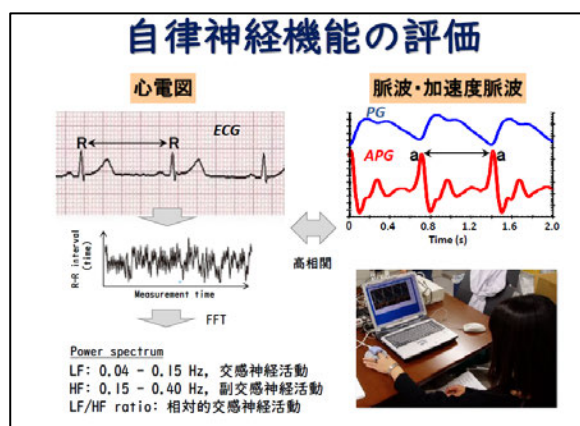 自律神経機能の評価
心電図
ECG
R
R
R-R interval
(time)
Measurement time
FFT
Power spectrum
LF: 0.04 - 0.15 Hz, 交感神経活動
HF: 0.15 - 0.40 Hz, 副交感神経活動
LF/HF ratio: 相対的交感神経活動
高相関
脈波・加速度脈波
PG
APG
a
a
0 0.4 0.8 1.2 1.6 2.0
Time (s)